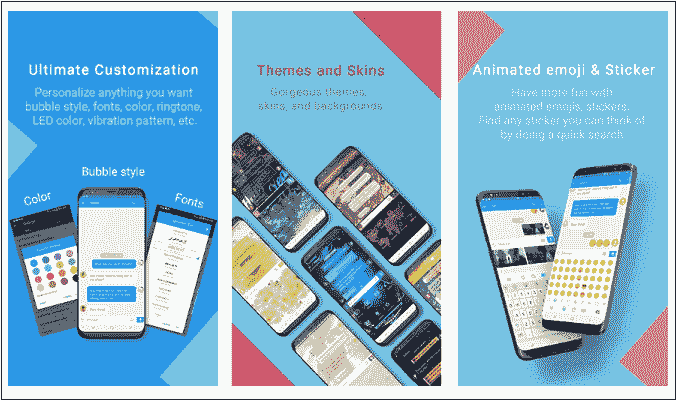 Ultimate Customization
Personalize anything you want
bubble style, fonts, color, ringtone,
LED color, vibration pattern, etc.
Bubble style
Color
Fonts
Themes and Skins
Gorgeous themes,
skins, and backgrounds
Animated emoji & Sticker
Have more fun with
animated emojis, stickers.
Find any sticker you can think of
by doing a quick search